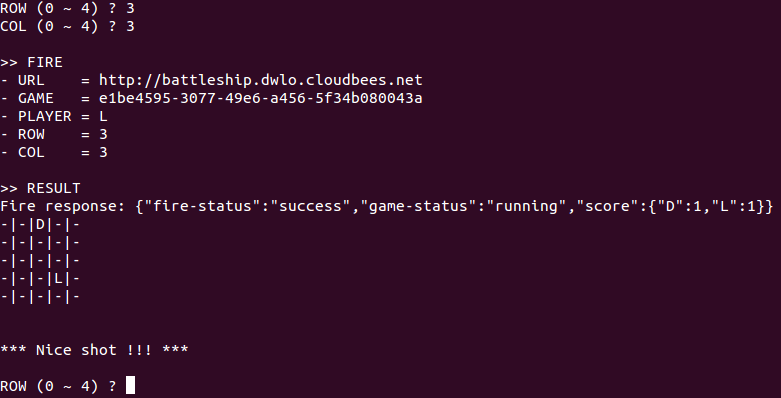 ROW (0 ~ 4) ? 3
COL (0 ~ 4) ? 3
>> FIRE
- URL    = http://battleship.dwlo.cloudbees.net
- GAME   = e1be4595-3077-49e6-a456-5f34b080043a
- PLAYER = L
- ROW    = 3
- COL    = 3
>> RESULT
Fire response: {"fire-status":"success","game-status":"running","score":{"D":1,"L":1}}
-|-|D|-|-
-|-|-|-|-
-|-|-|-|-
-|-|-|L|-
-|-|-|-|-
*** Nice shot !!! ***
ROW (0 ~ 4) ?